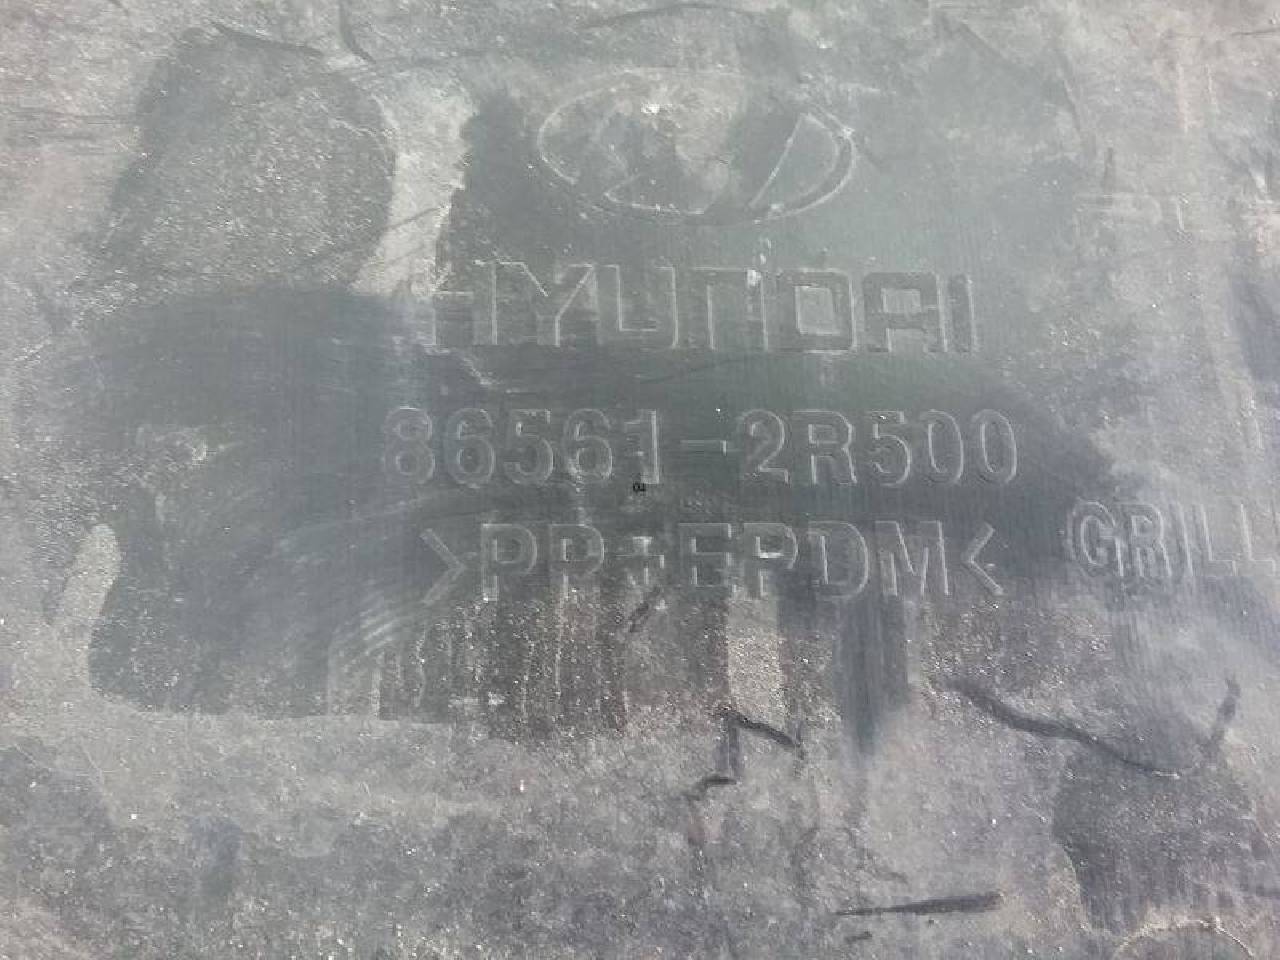 HYUNDAI
86561-2R500
>PP+EPDM< GRILL